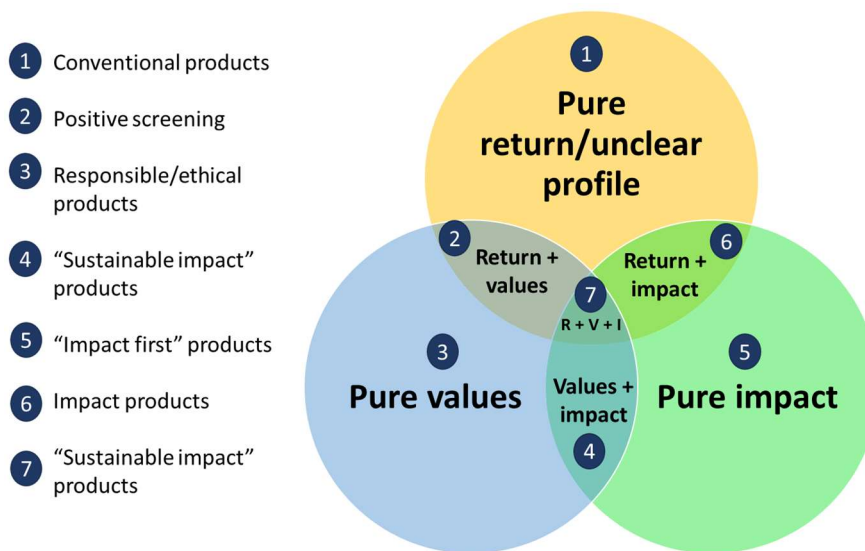 1 Conventional products
2 Positive screening
3 Responsible/ethical
products
4 “Sustainable impact”
products
5 “Impact first” products
6 Impact products
7 “Sustainable impact”
products
1
Pure
return/unclear
profile
2
Return +
values
6
Return +
impact
7
R + V + I
3
Pure values
Values +
impact
4
5
Pure impact